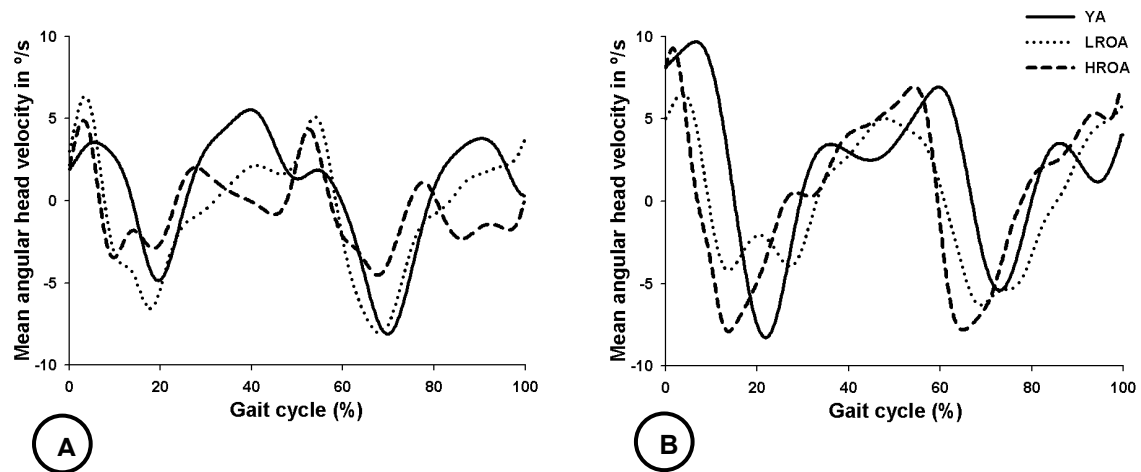 Mean angular head velocity in º/s
10
5
0
-5
-10
0 20 40 60 80 100
Gait cycle (%)
A
Mean angular head velocity in º/s
10
5
0
-5
-10
0 20 40 60 80 100
Gait cycle (%)
B
YA
LROA
HROA